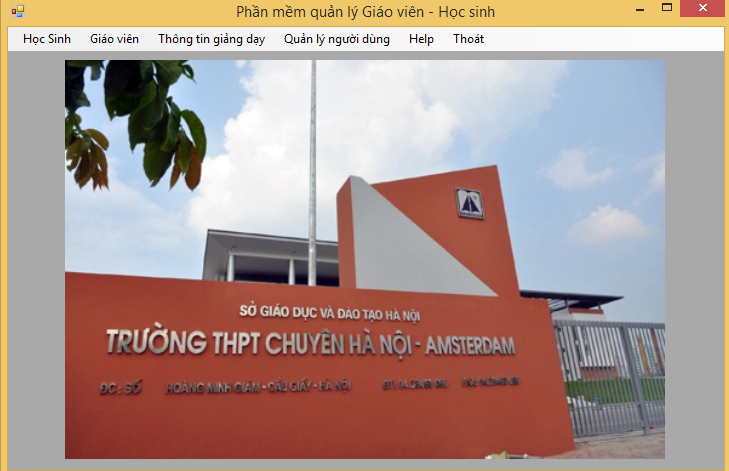 Phần mềm quản lý Giáo viên - Học sinh
Học Sinh Giáo viên Thông tin giảng dạy Quản lý người dùng Help Thoát
SỞ GIÁO DỤC VÀ ĐÀO TẠO HÀ NỘI
TRƯỜNG THPT CHUYÊN HÀ NỘI - AMSTERDAM
ĐC : SỐ HOÀNG MINH GIÁM - CẦU GIẤY - HÀ NỘI ĐT: